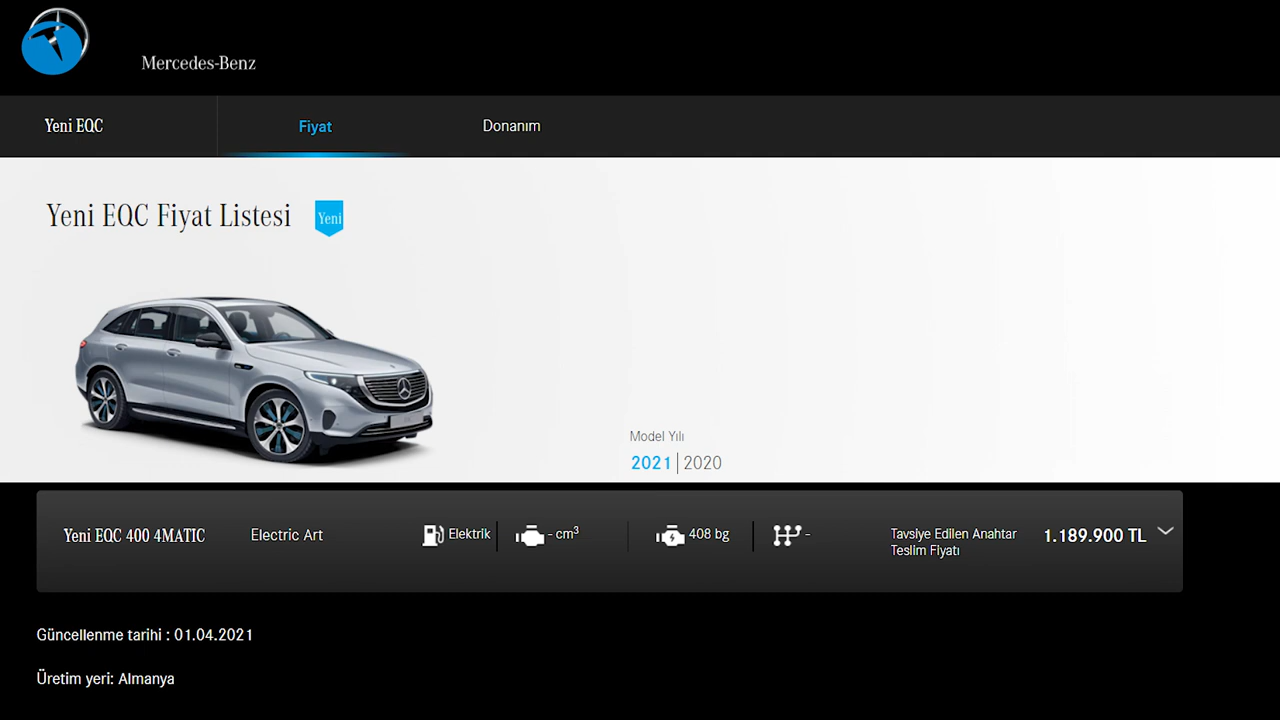 Mercedes-Benz
Yeni EQC
Fiyat
Donanım
Yeni EQC Fiyat Listesi
Yeni
Model Yılı
2021 | 2020
Yeni EQC 400 4MATIC
Electric Art
Elektrik
- cm³
408 bg
-
Tavsiye Edilen Anahtar
Teslim Fiyatı
1.189.900 TL
Güncellenme tarihi : 01.04.2021
Üretim yeri: Almanya